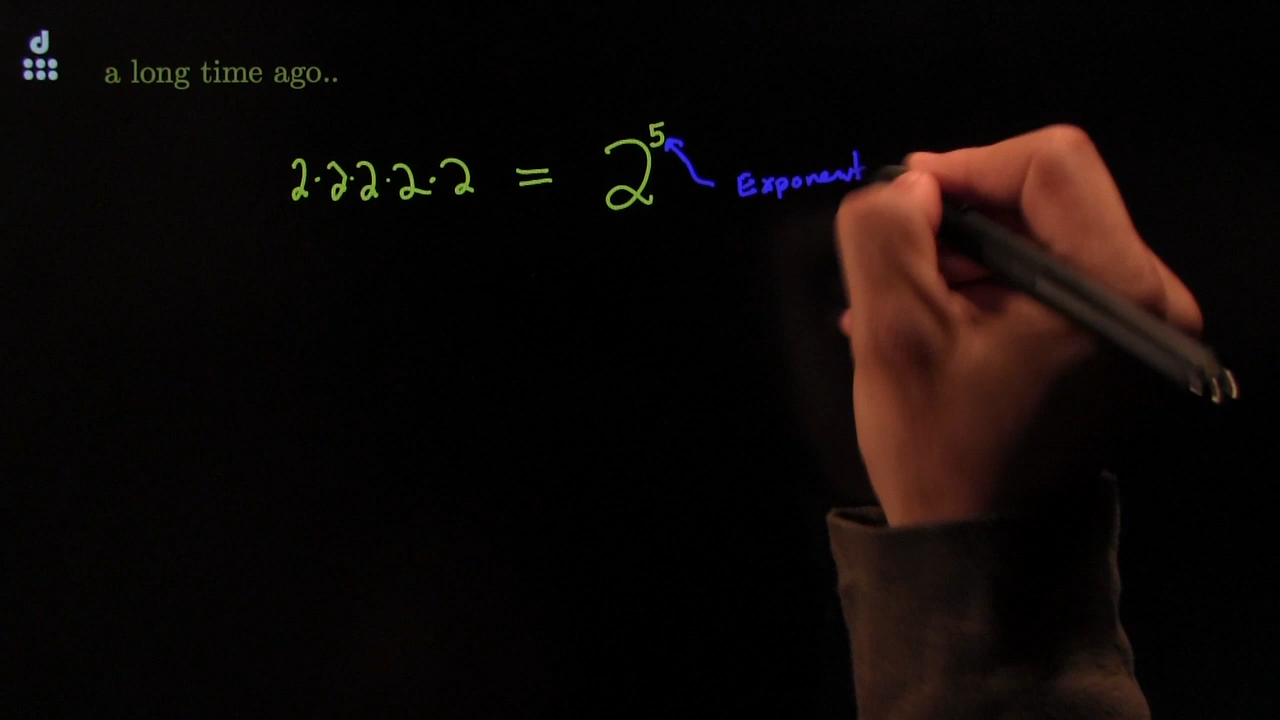 d
a long time ago..
2·2·2·2·2 = 2⁵ Exponent